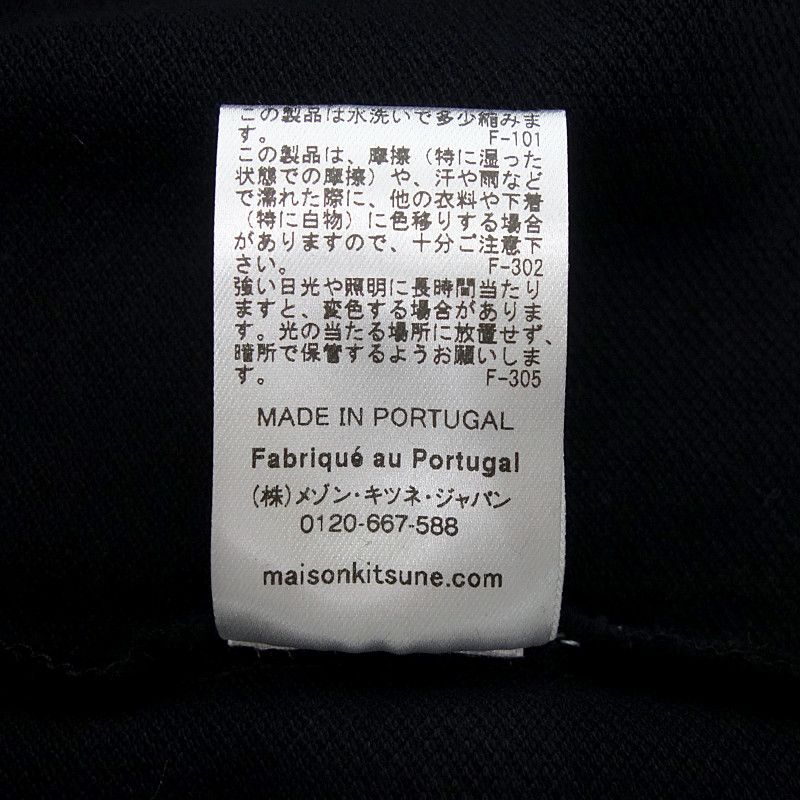 この製品は水洗いで多少縮みま
す。 F-101
この製品は、摩擦（特に湿った
状態での摩擦）や、汗や雨など
で濡れた際に、他の衣料や下着
（特に白物）に色移りする場合
がありますので、十分ご注意下
さい。 F-302
強い日光や照明に長時間当たり
ますと、変色する場合がありま
す。光の当たる場所に放置せず、
暗所で保管するようお願いしま
す。 F-305
MADE IN PORTUGAL
Fabriqué au Portugal
(株)メゾン・キツネ・ジャパン
0120-667-588
maisonkitsune.com